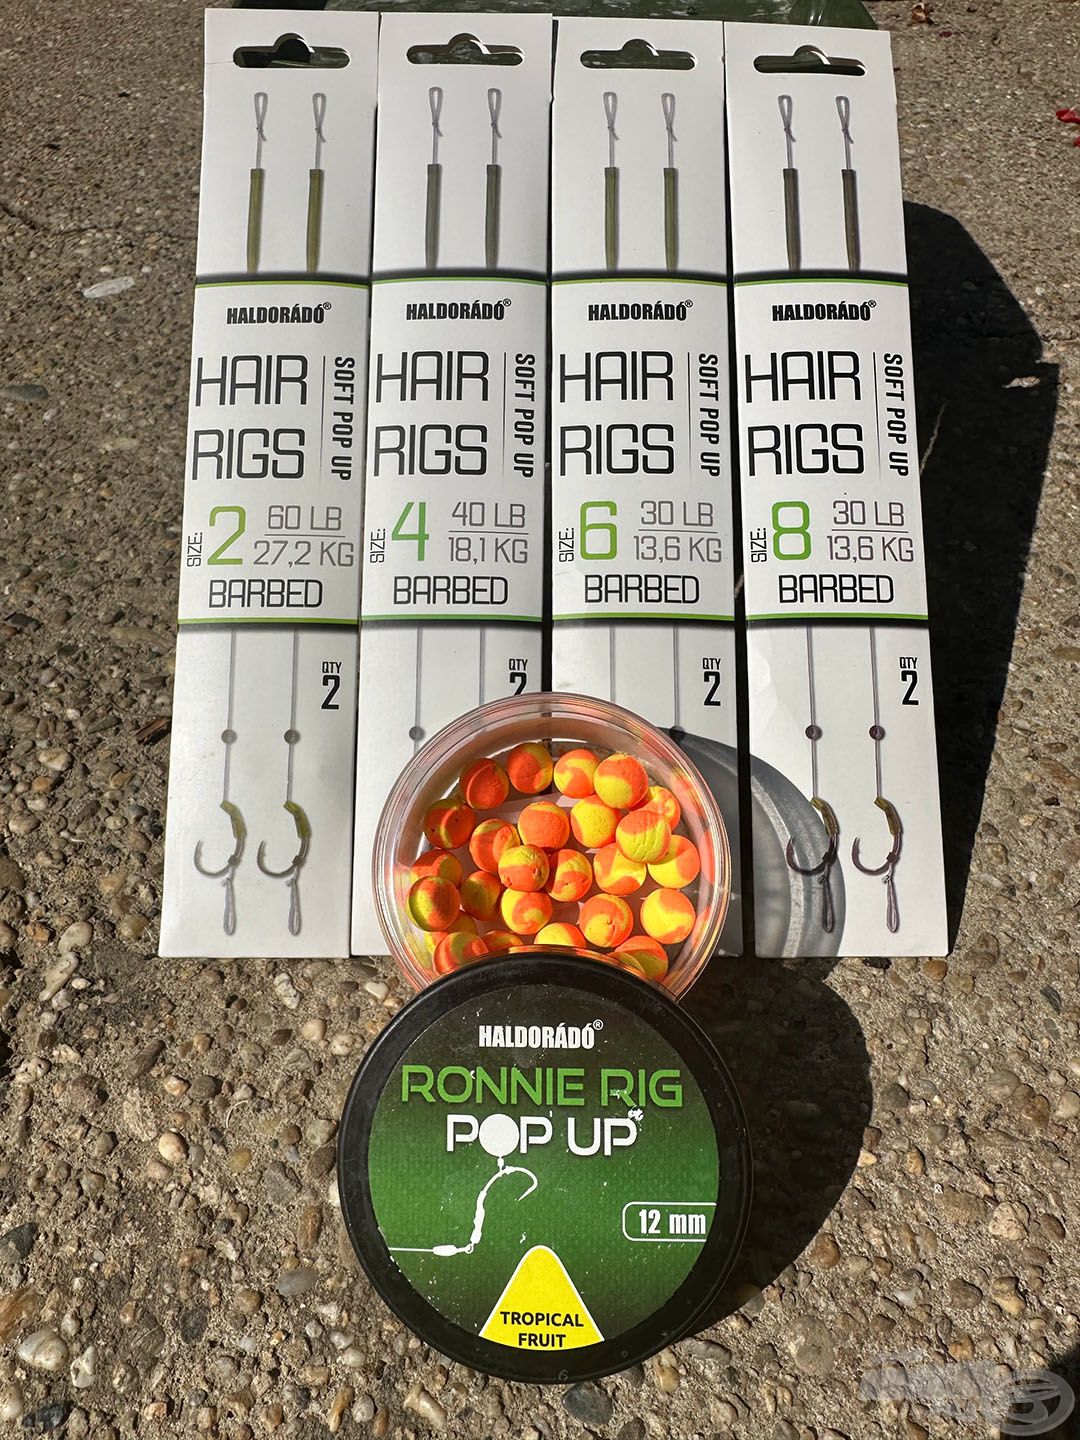 HALDORÁDÓ®
HAIR
RIGS
SOFT POP UP
SIZE: 2
60 LB
27,2 KG
BARBED
QTY
2
HALDORÁDÓ®
HAIR
RIGS
SOFT POP UP
SIZE: 4
40 LB
18,1 KG
BARBED
QTY
2
HALDORÁDÓ®
HAIR
RIGS
SOFT POP UP
SIZE: 6
30 LB
13,6 KG
BARBED
QTY
2
HALDORÁDÓ®
HAIR
RIGS
SOFT POP UP
SIZE: 8
30 LB
13,6 KG
BARBED
QTY
2
HALDORÁDÓ®
RONNIE RIG
POP UP
12 mm
TROPICAL
FRUIT